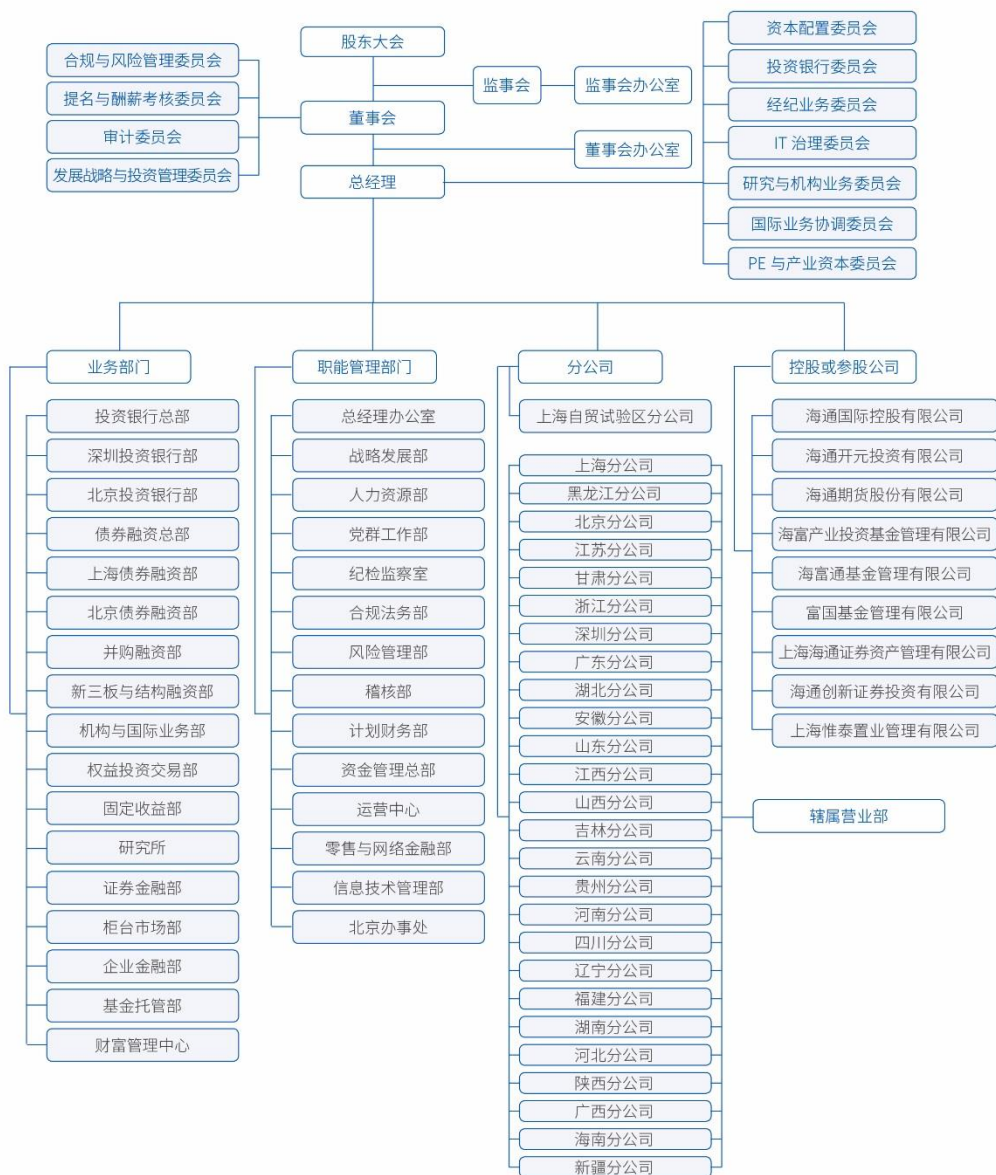 股东大会
监事会
监事会办公室
董事会
董事会办公室
总经理
合规与风险管理委员会
提名与酬薪考核委员会
审计委员会
发展战略与投资管理委员会
资本配置委员会
投资银行委员会
经纪业务委员会
IT 治理委员会
研究与机构业务委员会
国际业务协调委员会
PE 与产业资本委员会
业务部门
投资银行总部
深圳投资银行部
北京投资银行部
债券融资总部
上海债券融资部
北京债券融资部
并购融资部
新三板与结构融资部
机构与国际业务部
权益投资交易部
固定收益部
研究所
证券金融部
柜台市场部
企业金融部
基金托管部
财富管理中心
职能管理部门
总经理办公室
战略发展部
人力资源部
党群工作部
纪检监察室
合规法务部
风险管理部
稽核部
计划财务部
资金管理总部
运营中心
零售与网络金融部
信息技术管理部
北京办事处
分公司
上海自贸试验区分公司
上海分公司
黑龙江分公司
北京分公司
江苏分公司
甘肃分公司
浙江分公司
深圳分公司
广东分公司
湖北分公司
安徽分公司
山东分公司
江西分公司
山西分公司
吉林分公司
云南分公司
贵州分公司
河南分公司
四川分公司
辽宁分公司
福建分公司
湖南分公司
河北分公司
陕西分公司
广西分公司
海南分公司
新疆分公司
辖属营业部
控股或参股公司
海通国际控股有限公司
海通开元投资有限公司
海通期货股份有限公司
海富产业投资基金管理有限公司
海富通基金管理有限公司
富国基金管理有限公司
上海海通证券资产管理有限公司
海通创新证券投资有限公司
上海惟泰置业管理有限公司